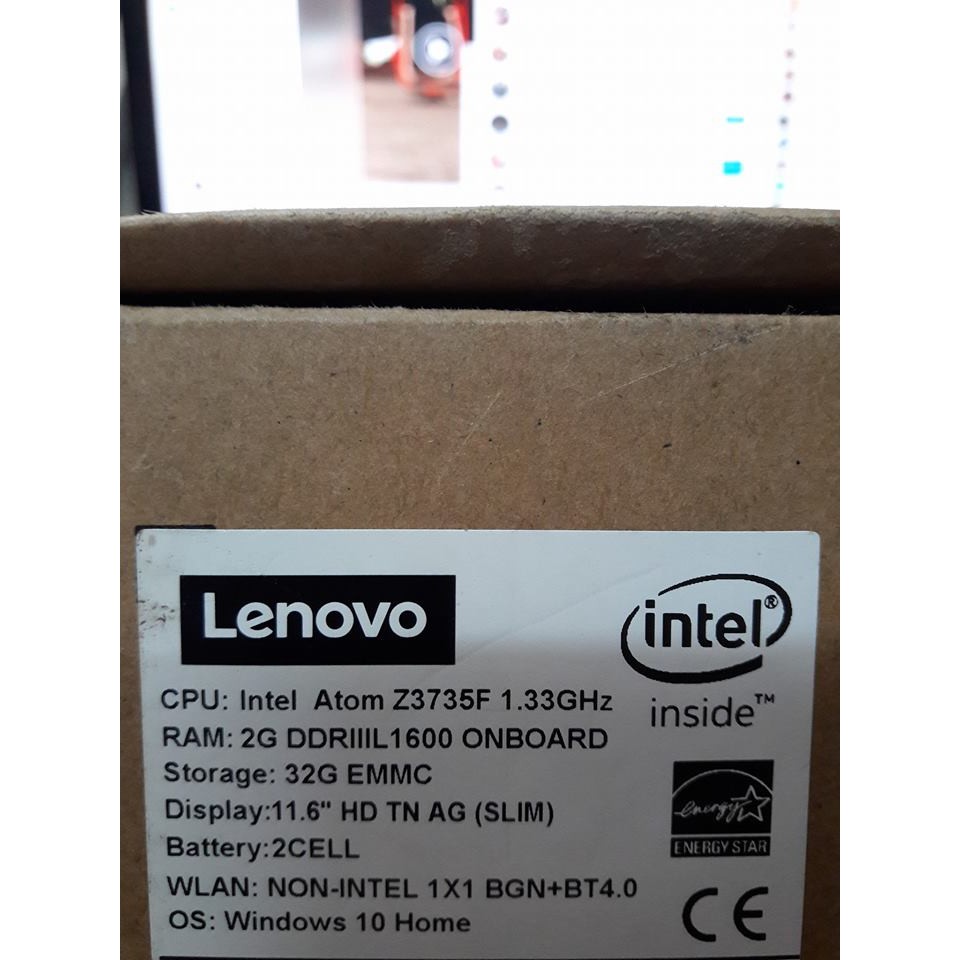 Lenovo
intel®
inside™
CPU: Intel Atom Z3735F 1.33GHz
RAM: 2G DDRIIIL1600 ONBOARD
Storage: 32G EMMC
Display:11.6" HD TN AG (SLIM)
Battery:2CELL
WLAN: NON-INTEL 1X1 BGN+BT4.0
OS: Windows 10 Home
energy
ENERGY STAR
CE